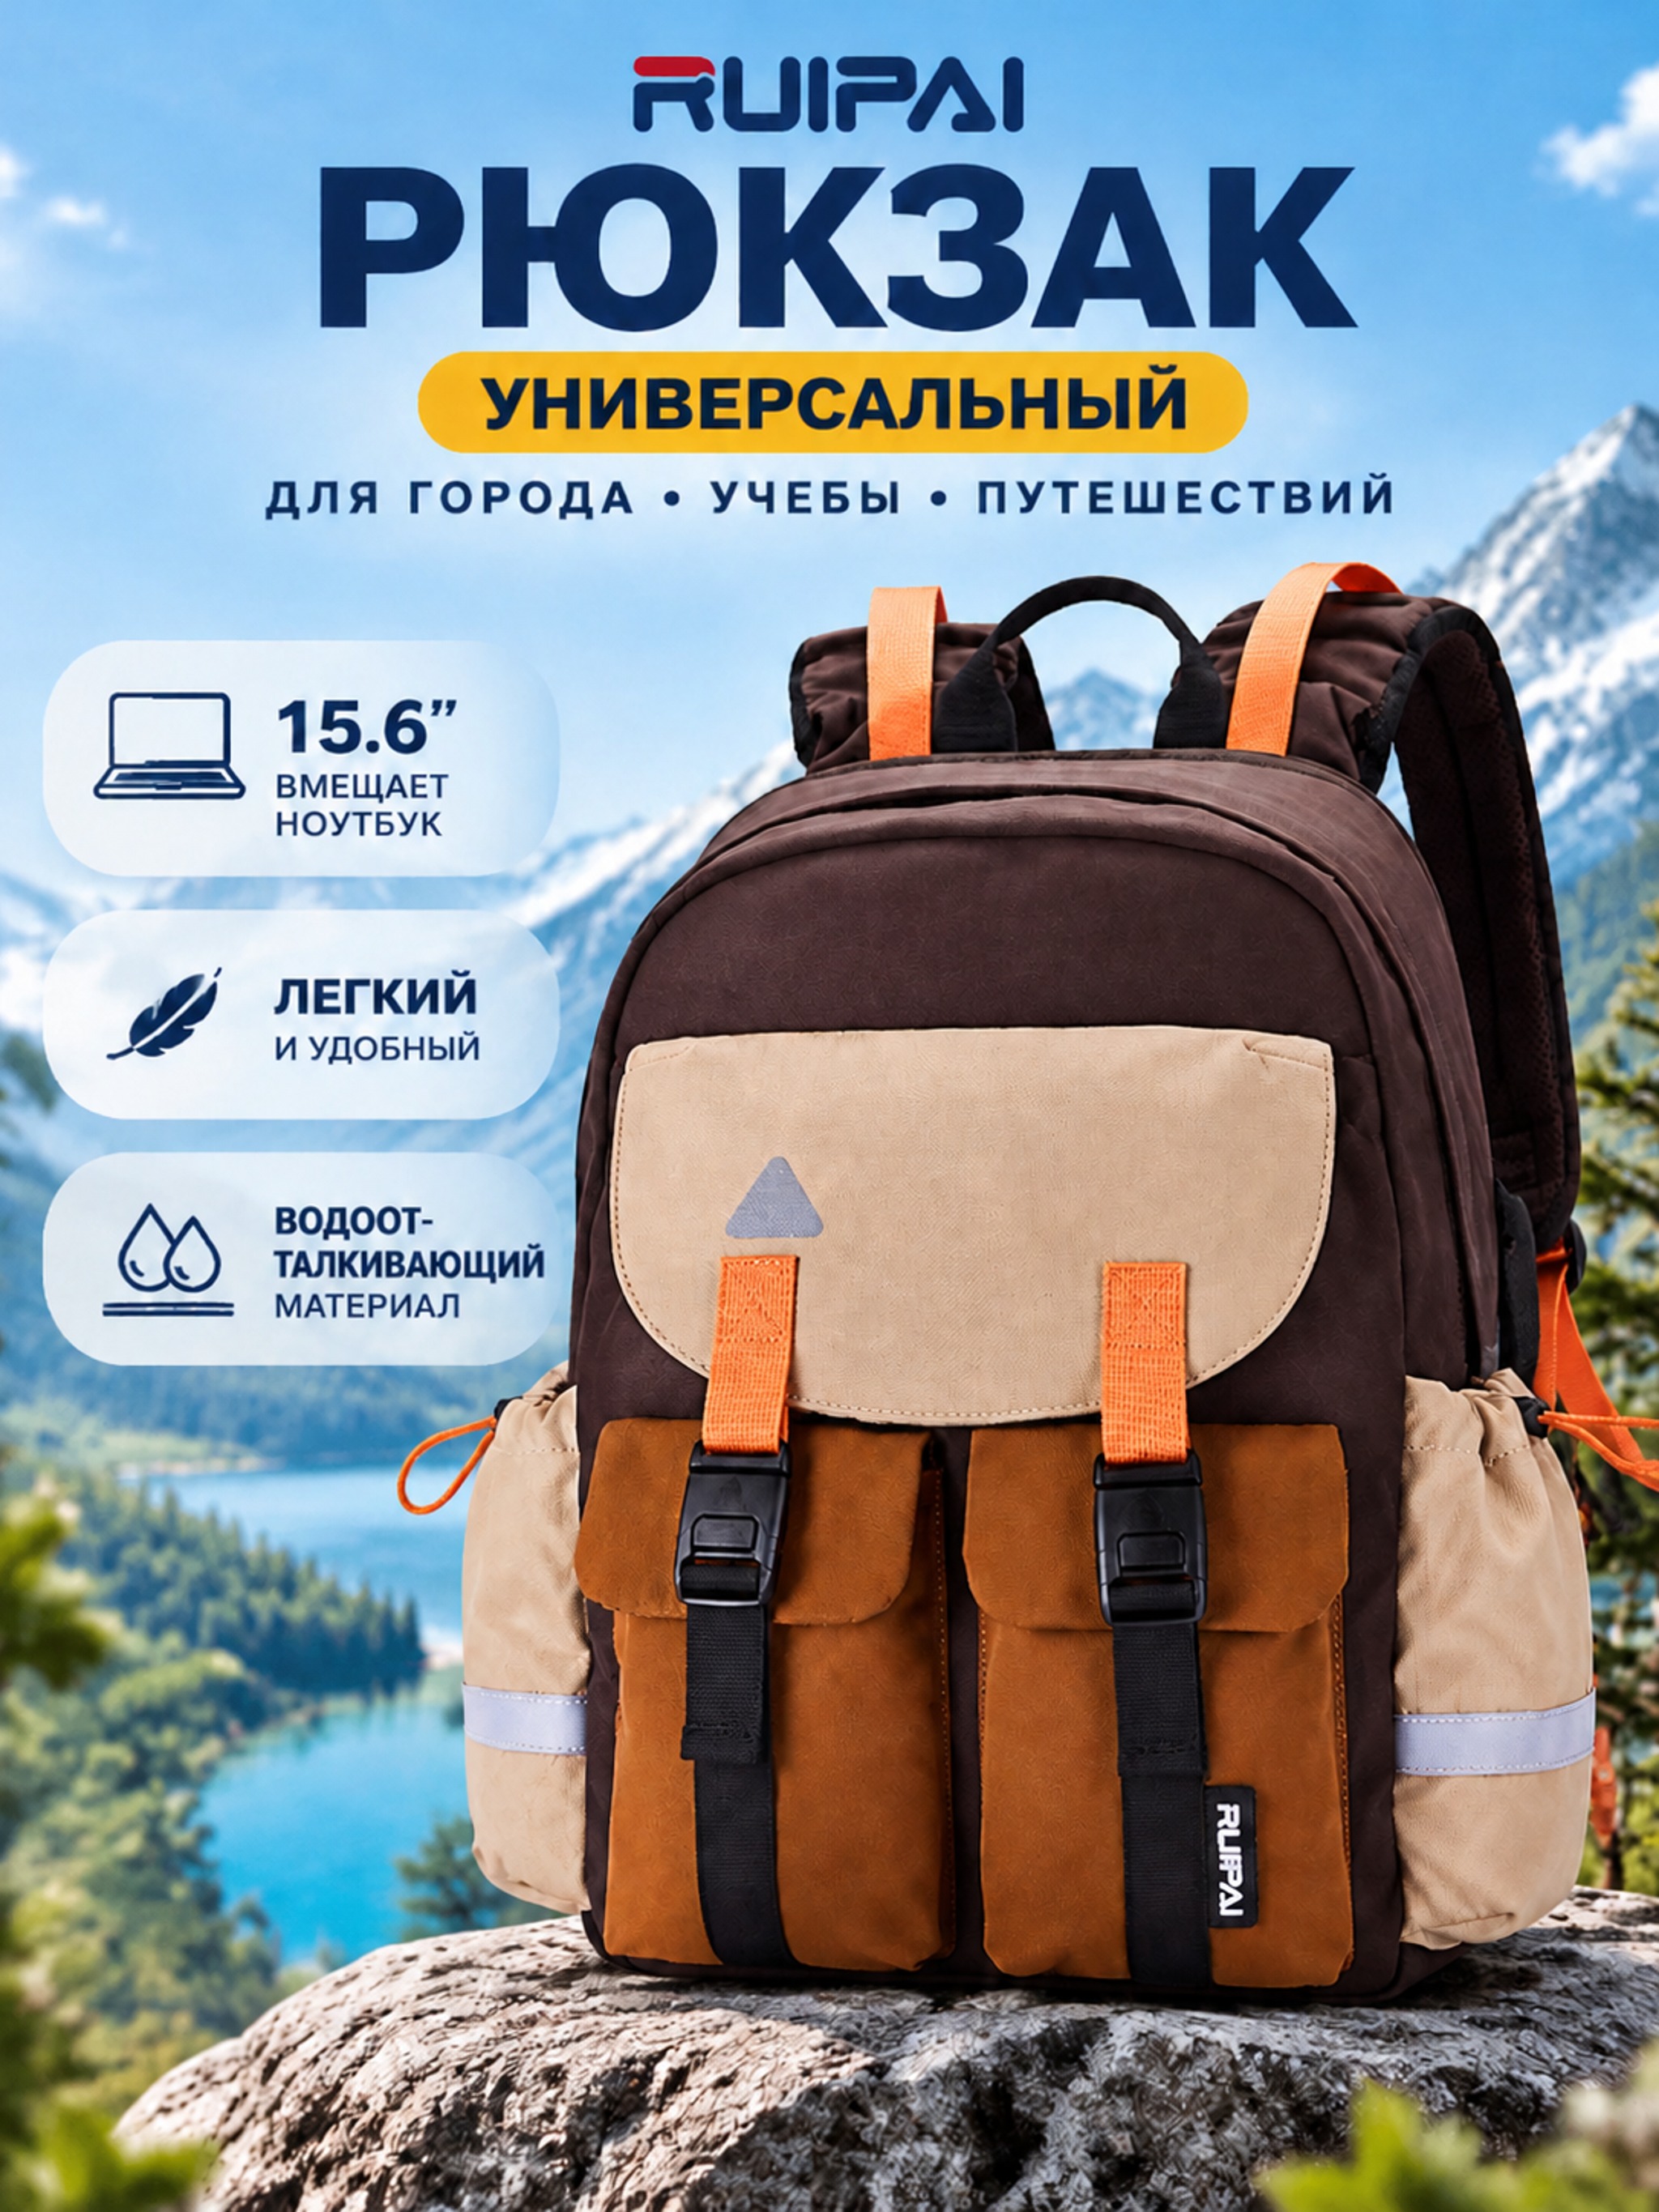 RUIPAI
РЮКЗАК
УНИВЕРСАЛЬНЫЙ
ДЛЯ ГОРОДА • УЧЕБЫ • ПУТЕШЕСТВИЙ
15.6”
ВМЕЩАЕТ
НОУТБУК
ЛЕГКИЙ
И УДОБНЫЙ
ВОДООТ-
ТАЛКИВАЮЩИЙ
МАТЕРИАЛ
RUIPAI